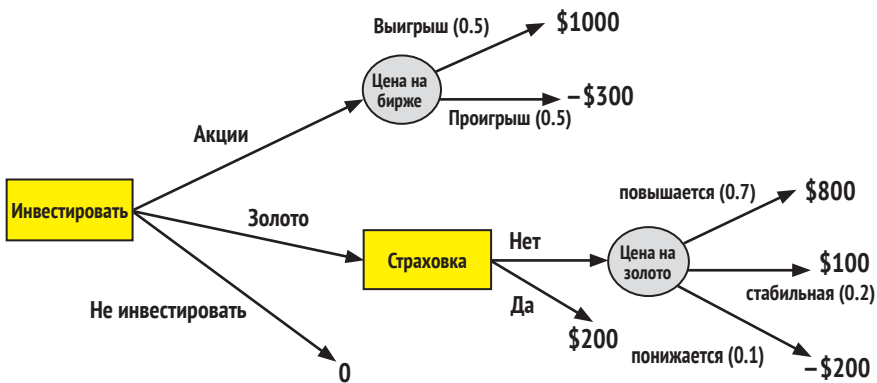 Выигрыш (0.5)
$1000
Цена на
бирже
–$300
Проигрыш (0.5)
Акции
Инвестировать
Золото
Не инвестировать
0
Страховка
Нет
Да
$200
Цена на
золото
повышается (0.7)
$800
$100
стабильная (0.2)
понижается (0.1)
–$200